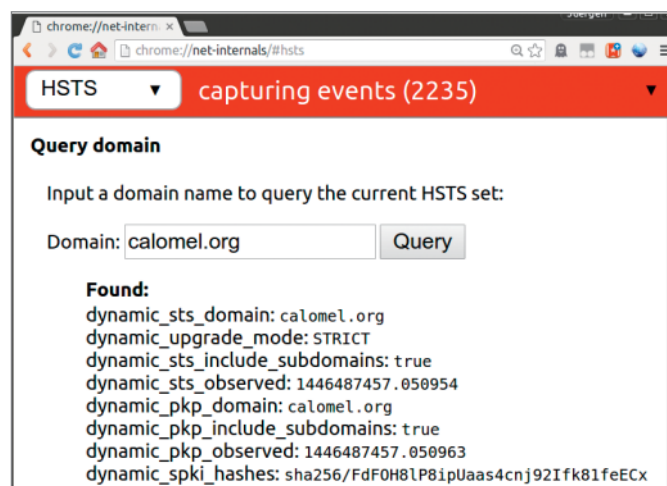 chrome://net-intern
Juergen
chrome://net-internals/#hsts
HSTS
capturing events (2235)
Query domain
Input a domain name to query the current HSTS set:
Domain: calomel.org Query
Found:
dynamic_sts_domain: calomel.org
dynamic_upgrade_mode: STRICT
dynamic_sts_include_subdomains: true
dynamic_sts_observed: 1446487457.050954
dynamic_pkp_domain: calomel.org
dynamic_pkp_include_subdomains: true
dynamic_pkp_observed: 1446487457.050963
dynamic_spki_hashes: sha256/FdFOH8lP8ipUaas4cnj92Ifk81feECx